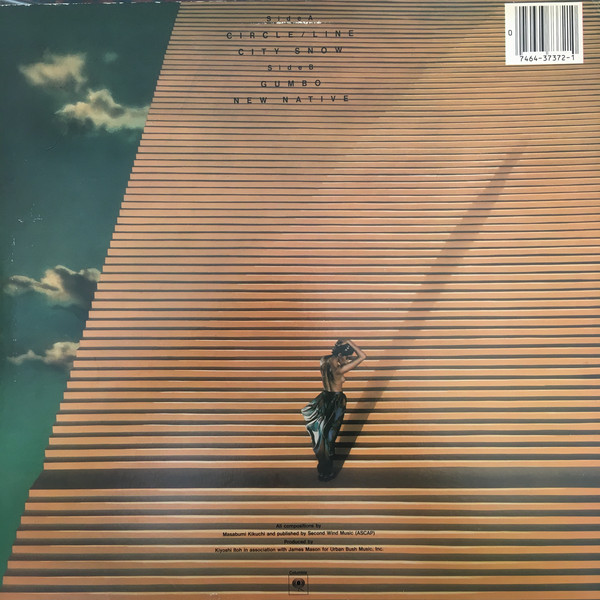 Side A
CIRCLE/LINE
CITY SNOW
Side B
GUMBO
NEW NATIVE
0
7464-37372-1
All compositions by
Masabumi Kikuchi and published by Second Wind Music (ASCAP)
Produced by
Kiyoshi Itoh in association with James Mason for Urban Bush Music, Inc.
Columbia